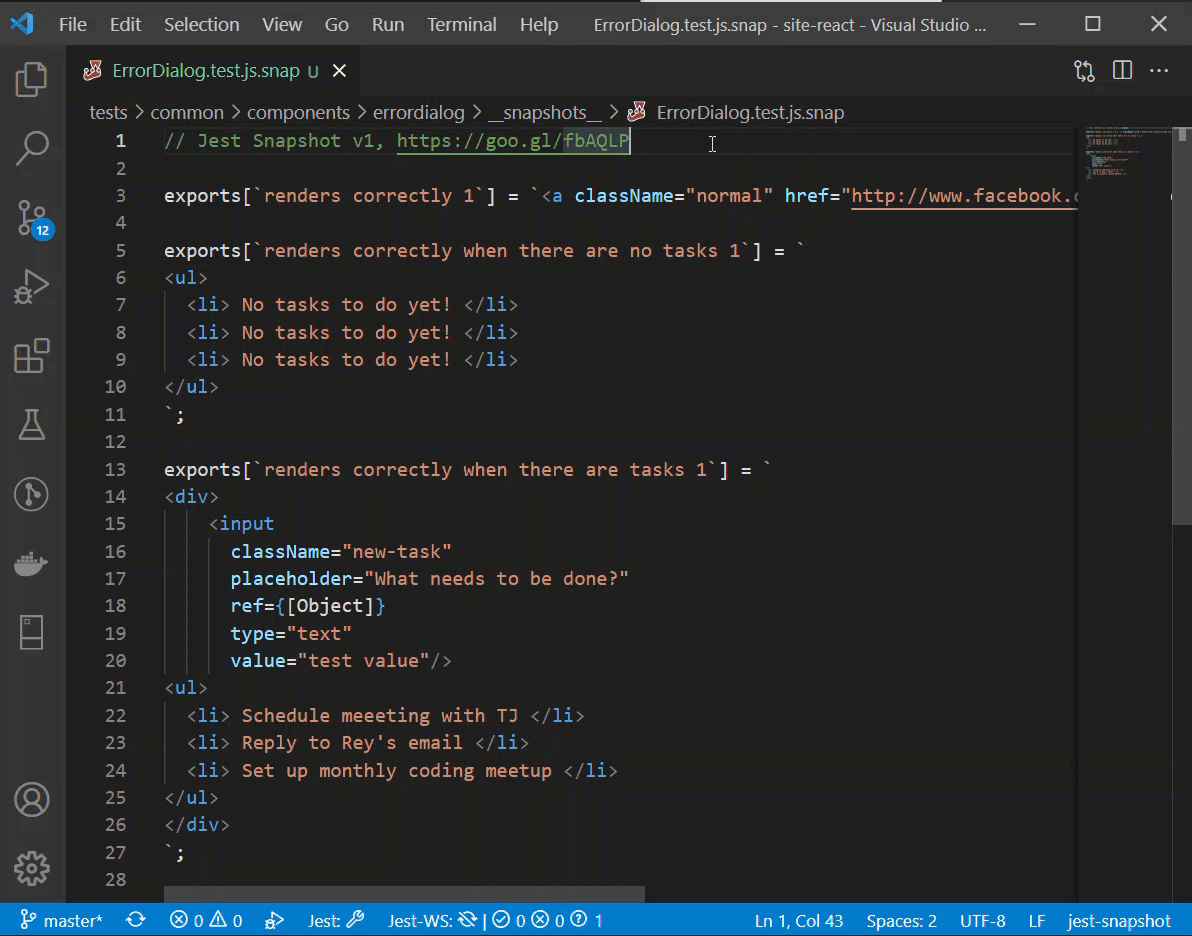 File Edit Selection View Go Run Terminal Help ErrorDialog.test.js.snap - site-react - Visual Studio ...
ErrorDialog.test.js.snap U
tests > common > components > errordialog > __snapshots__ > ErrorDialog.test.js.snap
1 // Jest Snapshot v1, https://goo.gl/fbAQLP
2
3 exports[`renders correctly 1`] = `<a className="normal" href="http://www.facebook.c
4
5 exports[`renders correctly when there are no tasks 1`] = `
6 <ul>
7 <li> No tasks to do yet! </li>
8 <li> No tasks to do yet! </li>
9 <li> No tasks to do yet! </li>
10 </ul>
11 `;
12
13 exports[`renders correctly when there are tasks 1`] = `
14 <div>
15 <input
16 className="new-task"
17 placeholder="What needs to be done?"
18 ref={[Object]}
19 type="text"
20 value="test value"/>
21 <ul>
22 <li> Schedule meeeting with TJ </li>
23 <li> Reply to Rey's email </li>
24 <li> Set up monthly coding meetup </li>
25 </ul>
26 </div>
27 `;
28
12
master* 0 0 Jest: Jest-WS: | 0 0 1 Ln 1, Col 43 Spaces: 2 UTF-8 LF jest-snapshot